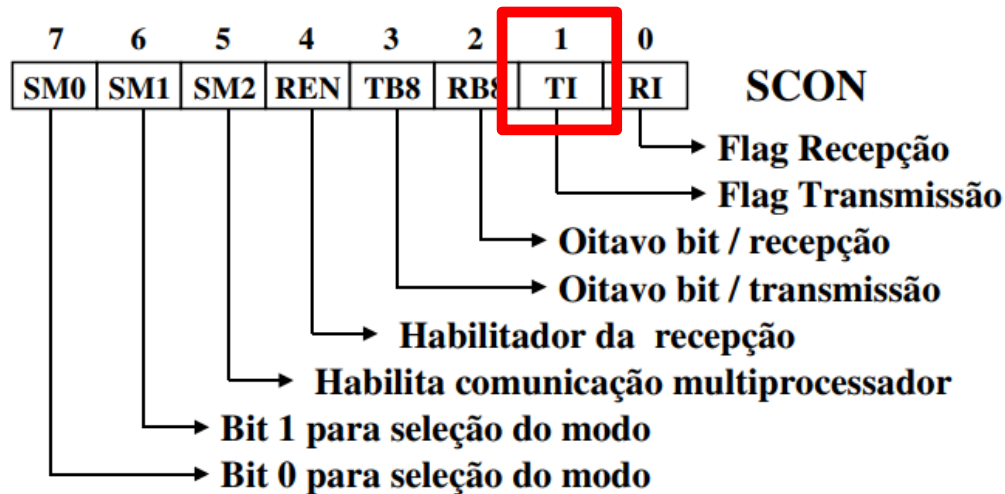 7 6 5 4 3 2 1 0
SM0 SM1 SM2 REN TB8 RB8 TI RI SCON
Flag Recepção
Flag Transmissão
Oitavo bit / recepção
Oitavo bit / transmissão
Habilitador da recepção
Habilita comunicação multiprocessador
Bit 1 para seleção do modo
Bit 0 para seleção do modo